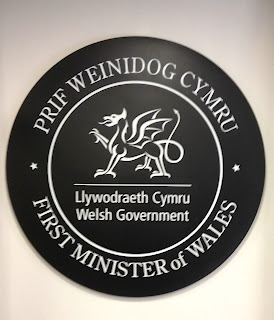 PRIF WEINIDOG CYMRU
Llywodraeth Cymru
Welsh Government
FIRST MINISTER of WALES